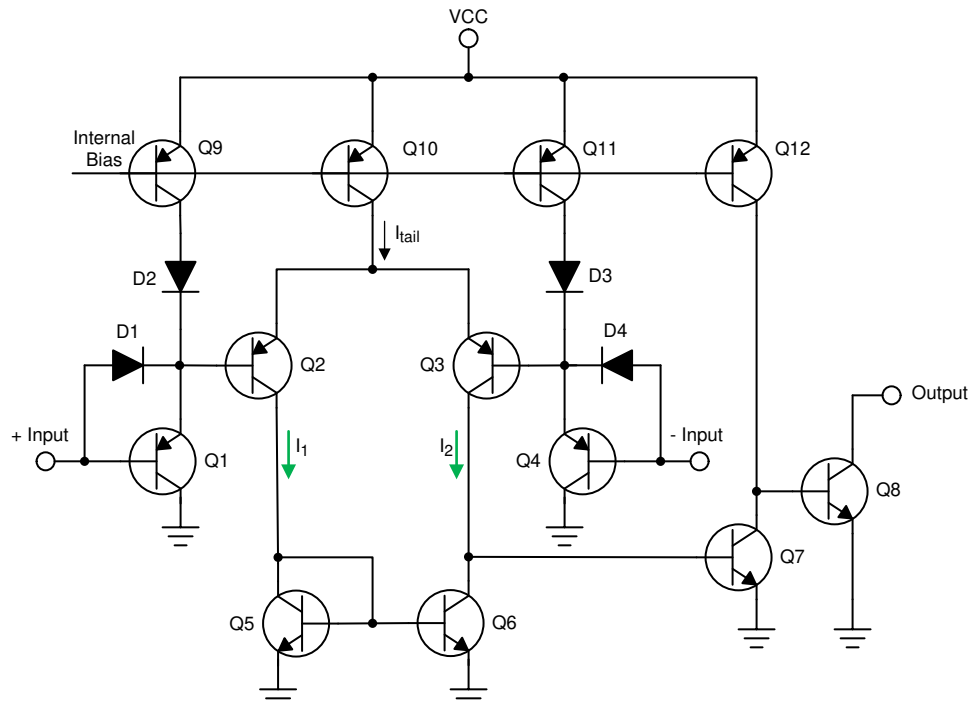 VCC
Internal
Bias
Q9
Q10
Q11
Q12
Itail
D2
D3
D1
D4
Q2
Q3
Output
+ Input
Q1
I1
I2
Q4
- Input
Q8
Q7
Q5
Q6